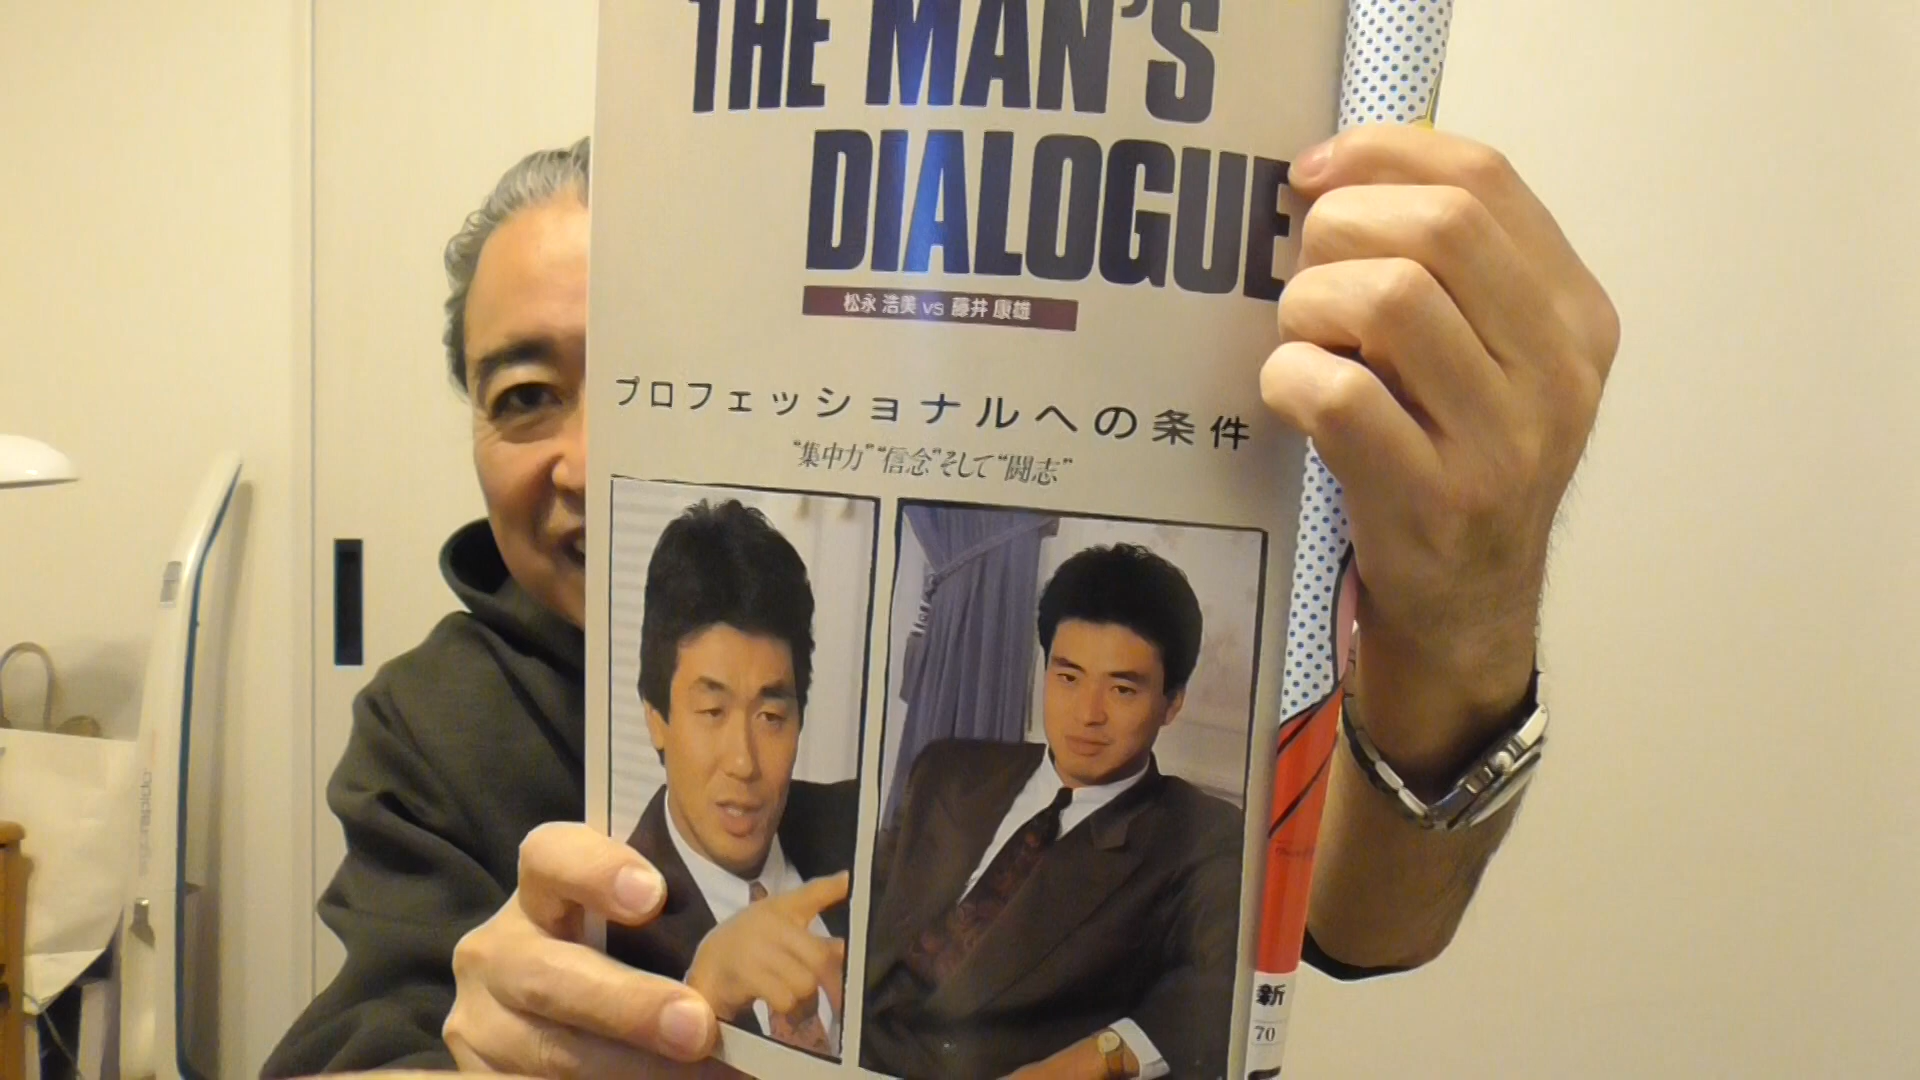 THE MAN'S
DIALOGUE
松永 浩美 vs 藤井 康雄
プロフェッショナルへの条件
“集中力”“信念”そして“闘志”
新
70